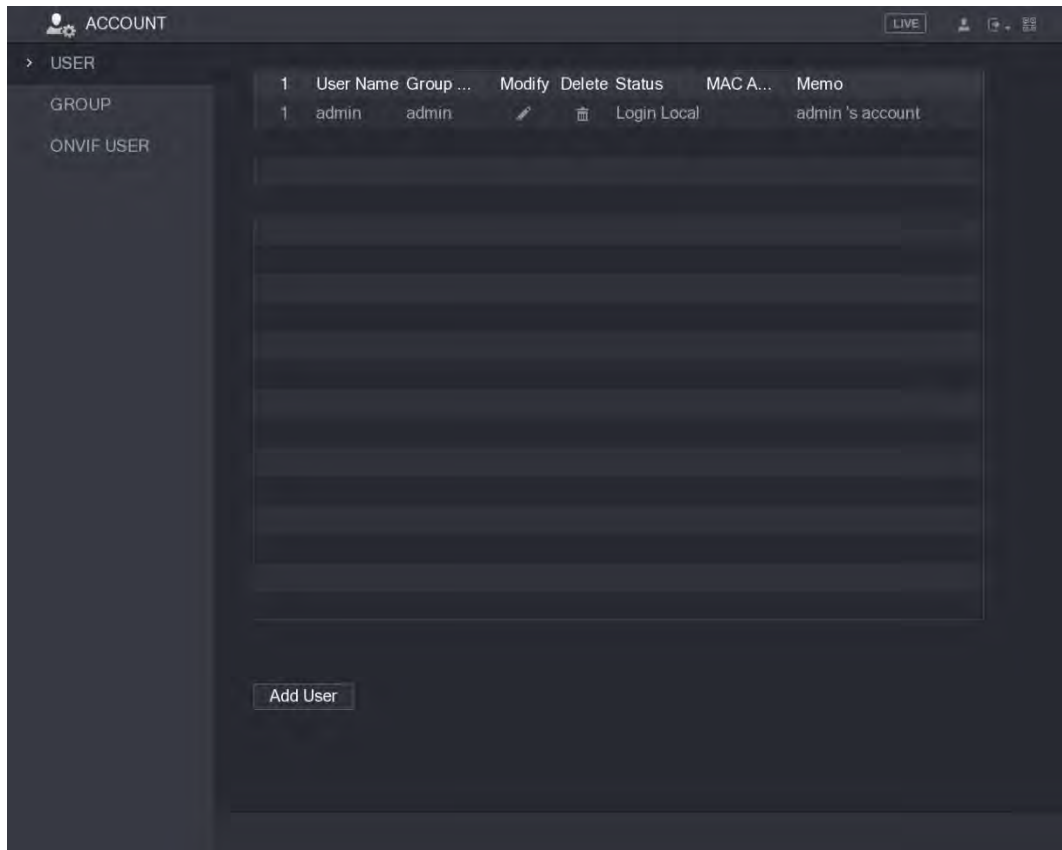 ACCOUNT LIVE
USER
GROUP
ONVIF USER
1 User Name Group ... Modify Delete Status MAC A... Memo
1 admin admin Login Local admin 's account
Add User